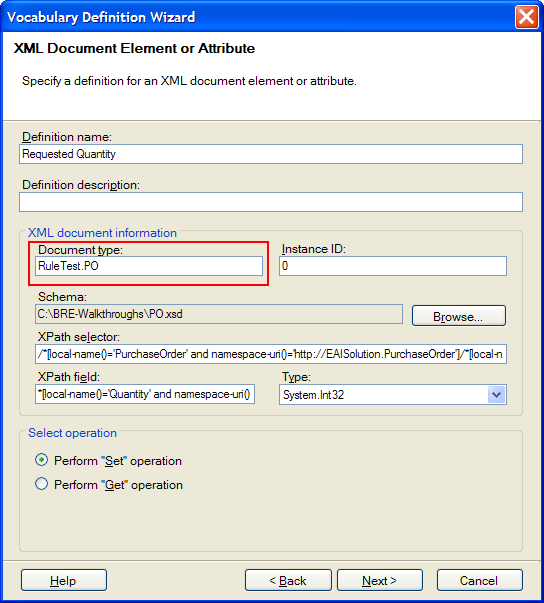 Vocabulary Definition Wizard
XML Document Element or Attribute
Specify a definition for an XML document element or attribute.
Definition name:
Requested Quantity
Definition description:
XML document information
Document type:
Instance ID:
RuleTest.PO
0
Schema:
C:\BRE-Walkthroughs\PO.xsd
Browse...
XPath selector:
/*[local-name()='PurchaseOrder' and namespace-uri()='http://EAISolution.PurchaseOrder']/*[local-n
XPath field:
Type:
*[local-name()='Quantity' and namespace-uri()
System.Int32
Select operation
Perform "Set" operation
Perform "Get" operation
Help
< Back
Next >
Cancel